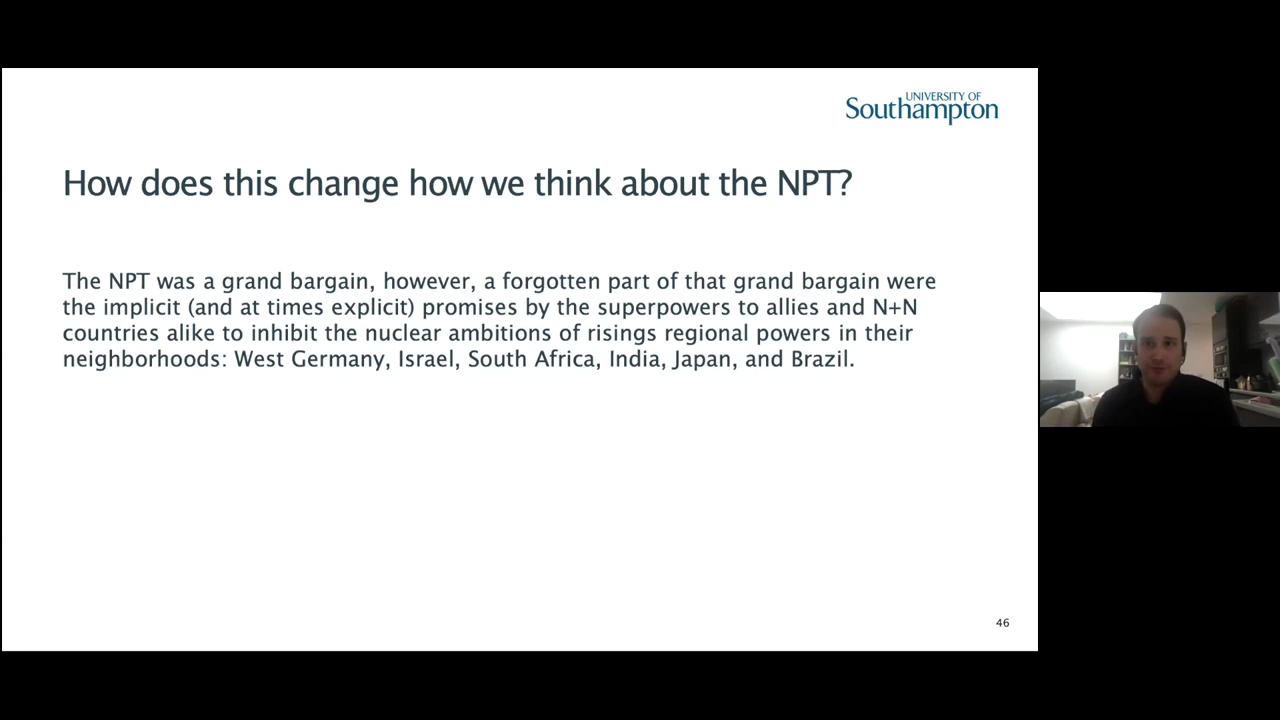 UNIVERSITY OF
Southampton
How does this change how we think about the NPT?
The NPT was a grand bargain, however, a forgotten part of that grand bargain were
the implicit (and at times explicit) promises by the superpowers to allies and N+N
countries alike to inhibit the nuclear ambitions of risings regional powers in their
neighborhoods: West Germany, Israel, South Africa, India, Japan, and Brazil.
46